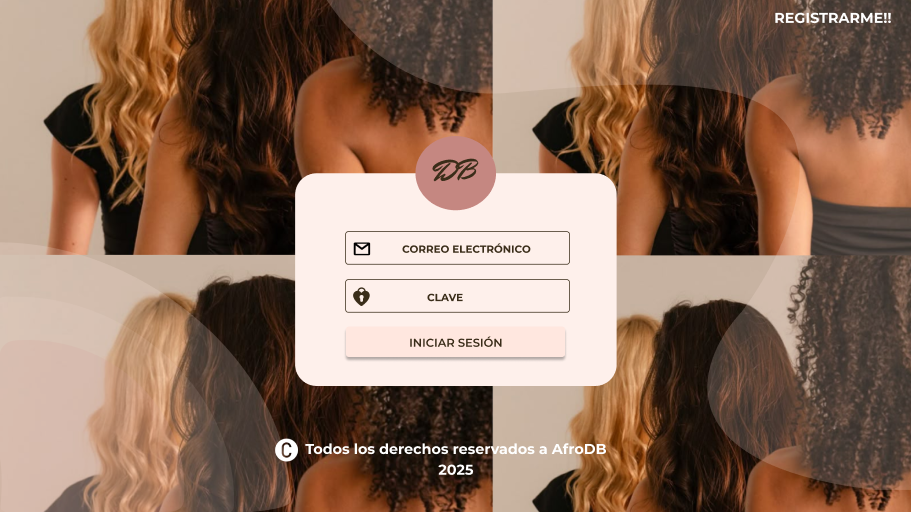 REGISTRARME!!
DB
CORREO ELECTRÓNICO
CLAVE
INICIAR SESIÓN
C Todos los derechos reservados a AfroDB
2025